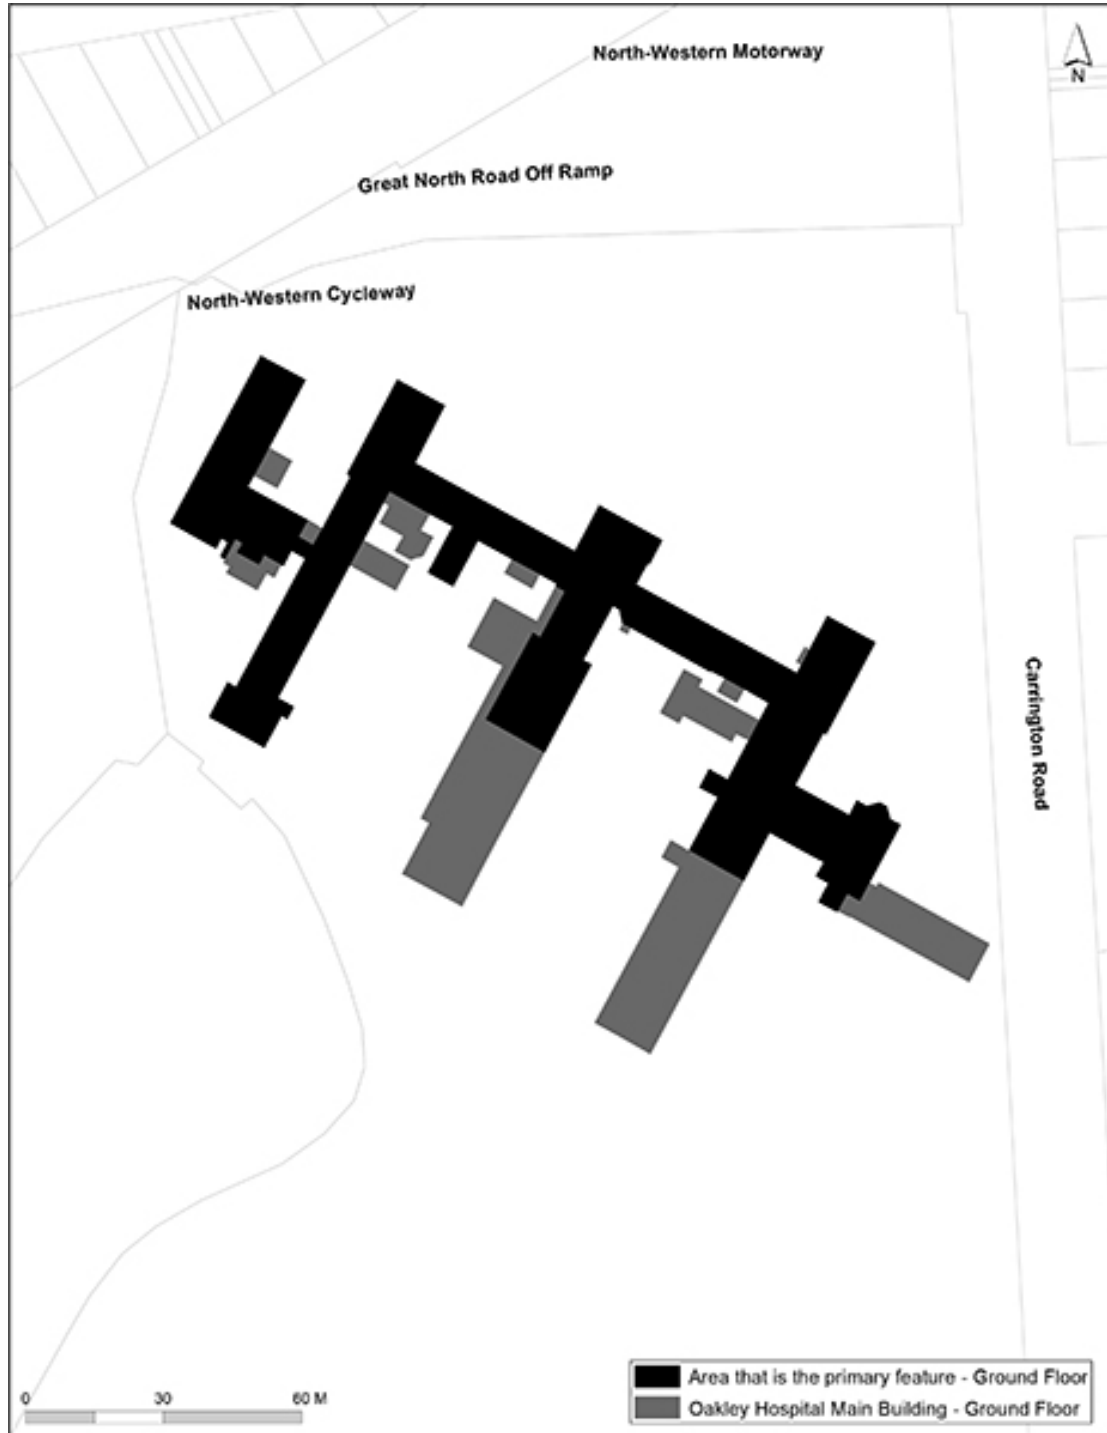 North-Western Motorway
N
Great North Road Off Ramp
North-Western Cycleway
Carrington Road
0 30 60 M
Area that is the primary feature - Ground Floor
Oakley Hospital Main Building - Ground Floor